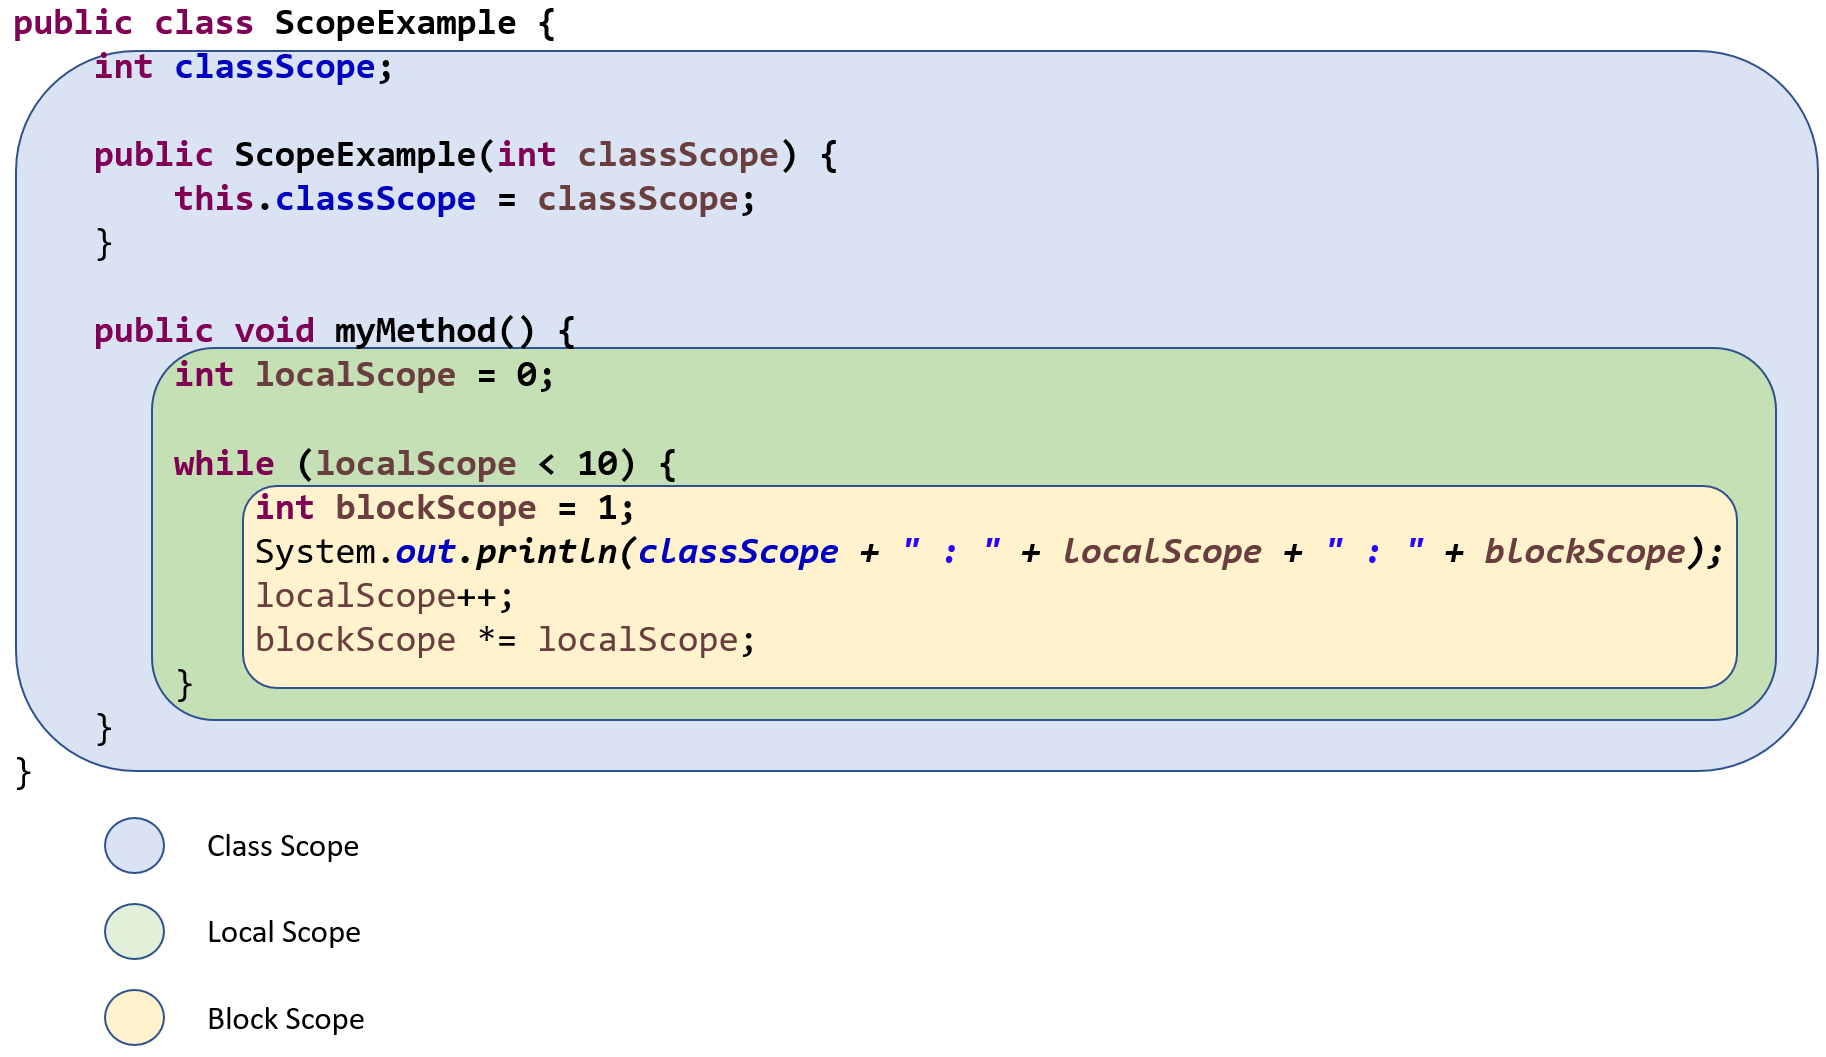 public class ScopeExample {
    int classScope;
    public ScopeExample(int classScope) {
        this.classScope = classScope;
    }
    public void myMethod() {
        int localScope = 0;
        while (localScope < 10) {
            int blockScope = 1;
            System.out.println(classScope + " : " + localScope + " : " + blockScope);
            localScope++;
            blockScope *= localScope;
        }
    }
}
Class Scope
Local Scope
Block Scope